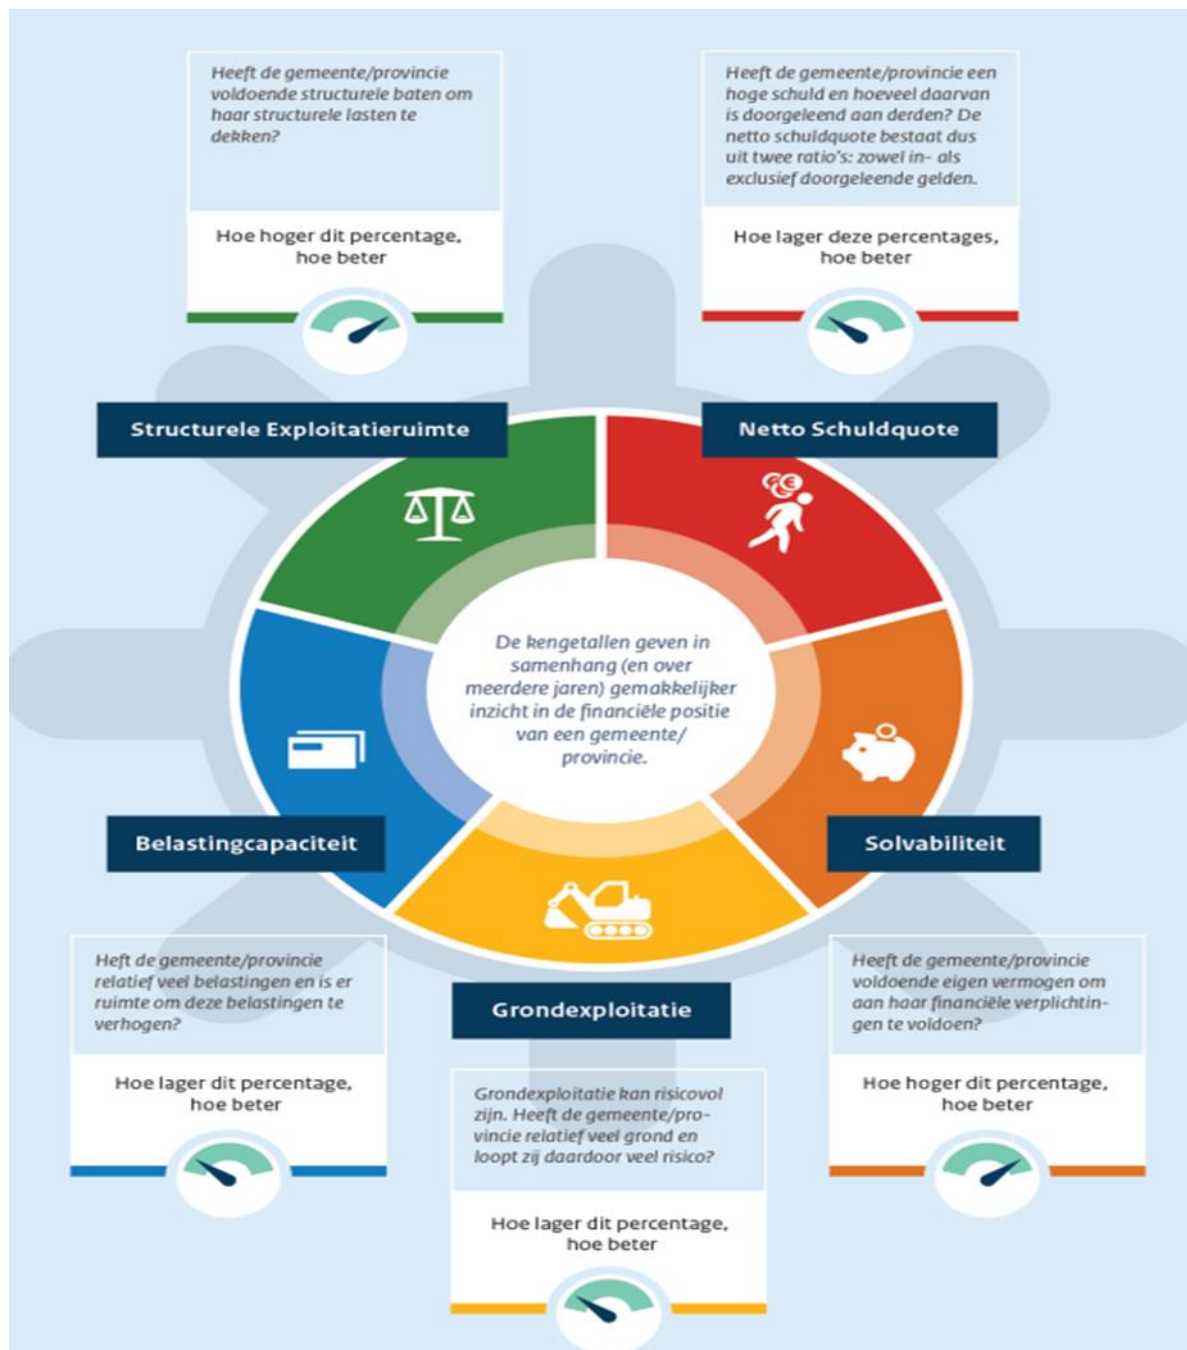 Heeft de gemeente/provincie
voldoende structurele baten om
haar structurele lasten te
dekken?
Hoe hoger dit percentage,
hoe beter
Structurele Exploitatieruimte
Heeft de gemeente/provincie een
hoge schuld en hoeveel daarvan
is doorgeleend aan derden? De
netto schuldquote bestaat dus
uit twee ratio's: zowel in- als
exclusief doorgeleende gelden.
Hoe lager deze percentages,
hoe beter
Netto Schuldquote
De kengetallen geven in
samenhang (en over
meerdere jaren) gemakkelijker
inzicht in de financiële positie
van een gemeente/
provincie.
Belastingcapaciteit
Heft de gemeente/provincie
relatief veel belastingen en is er
ruimte om deze belastingen te
verhogen?
Hoe lager dit percentage,
hoe beter
Grondexploitatie
Grondexploitatie kan risicovol
zijn. Heeft de gemeente/pro-
vincie relatief veel grond en
loopt zij daardoor veel risico?
Hoe lager dit percentage,
hoe beter
Solvabiliteit
Heeft de gemeente/provincie
voldoende eigen vermogen om
aan haar financiële verplichtin-
gen te voldoen?
Hoe hoger dit percentage,
hoe beter